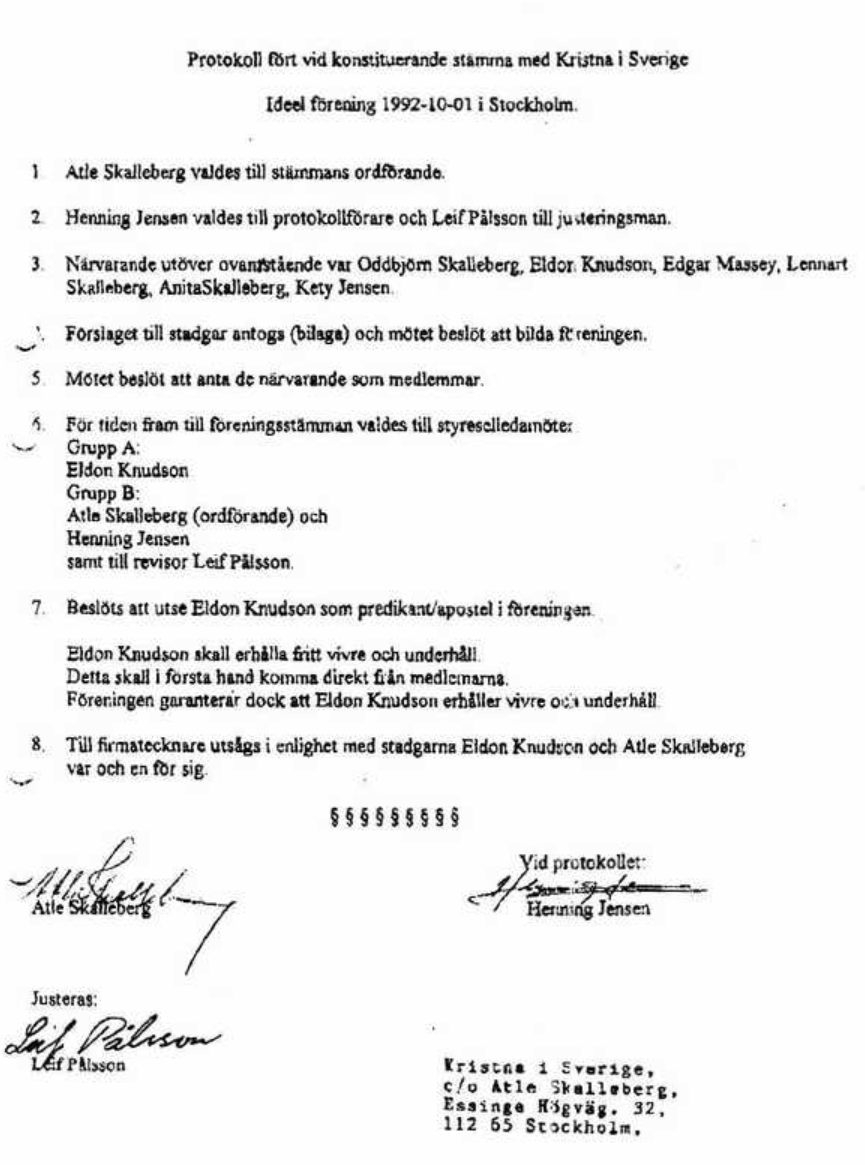 Protokoll fört vid konstituerande stämma med Kristna i Sverige
Ideel förening 1992-10-01 i Stockholm.
1 Atle Skalleberg valdes till stämmans ordförande.
2. Henning Jensen valdes till protokollförare och Leif Pålsson till justeringsman.
3. Närvarande utöver ovanstående var Oddbjörn Skalleberg, Eldon Knudson, Edgar Massey, Lennart
Skalleberg, AnitaSkalleberg, Kety Jensen.
Förslaget till stadgar antogs (bilaga) och mötet beslöt att bilda föreningen.
5. Mötet beslöt att anta de närvarande som medlemmar.
6. För tiden fram till föreningsstämman valdes till styreselledamöter
Grupp A:
Eldon Knudson
Grupp B:
Atle Skalleberg (ordförande) och
Henning Jensen
samt till revisor Leif Pålsson.
7. Beslöts att utse Eldon Knudson som predikant/apostel i föreningen.
Eldon Knudson skall erhålla fritt vivre och underhåll.
Detta skall i första hand komma direkt från medlemarna.
Föreningen garanterar dock att Eldon Knudson erhåller vivre och underhåll.
8. Till firmatecknare utsågs i enlighet med stadgarna Eldon Knudson och Atle Skalleberg
var och en för sig.
§ § § § § § § § §
Vid protokollet:
Atle Skalleberg
Henning Jensen
Justeras:
Leif Pålsson
Leif Pålsson
Kristna i Sverige,
c/o Atle Skalleberg,
Essinge Högväg. 32,
112 65 Stockholm.